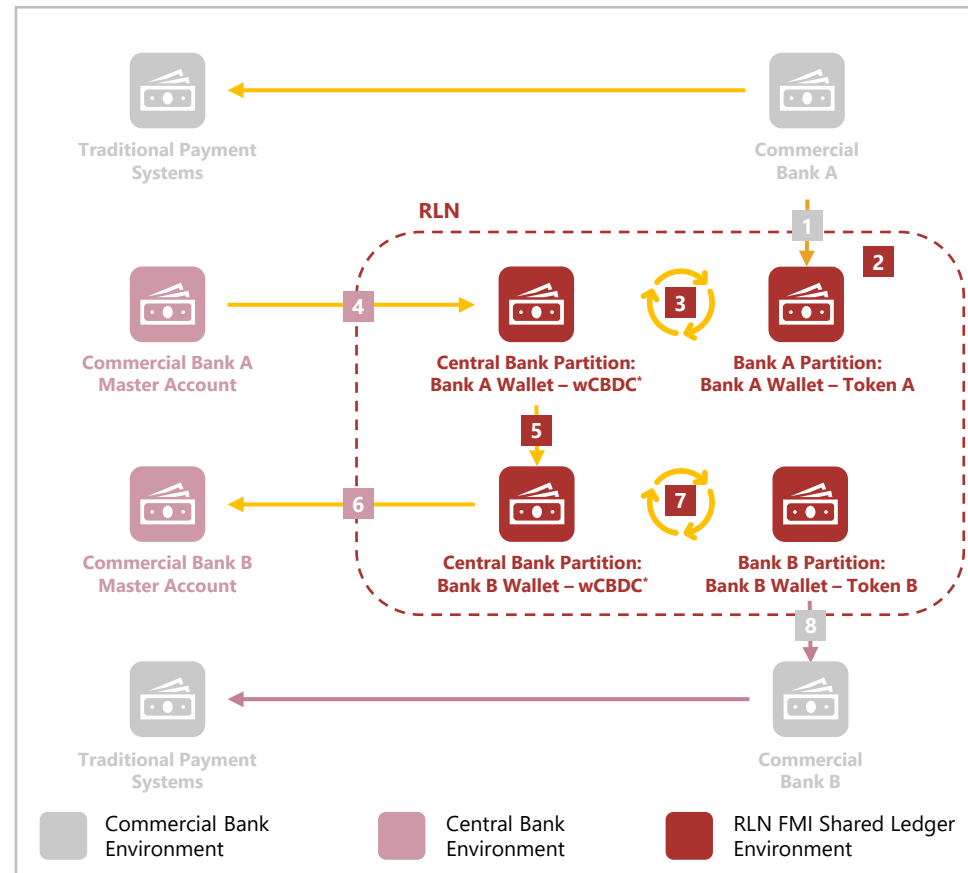 Traditional Payment
Systems
Commercial
Bank A
RLN
1
2
3
4
Commercial Bank A
Master Account
Central Bank Partition:
Bank A Wallet – wCBDC*
Bank A Partition:
Bank A Wallet – Token A
5
6
7
Commercial Bank B
Master Account
Central Bank Partition:
Bank B Wallet – wCBDC*
Bank B Partition:
Bank B Wallet – Token B
8
Traditional Payment
Systems
Commercial
Bank B
Commercial Bank
Environment
Central Bank
Environment
RLN FMI Shared Ledger
Environment